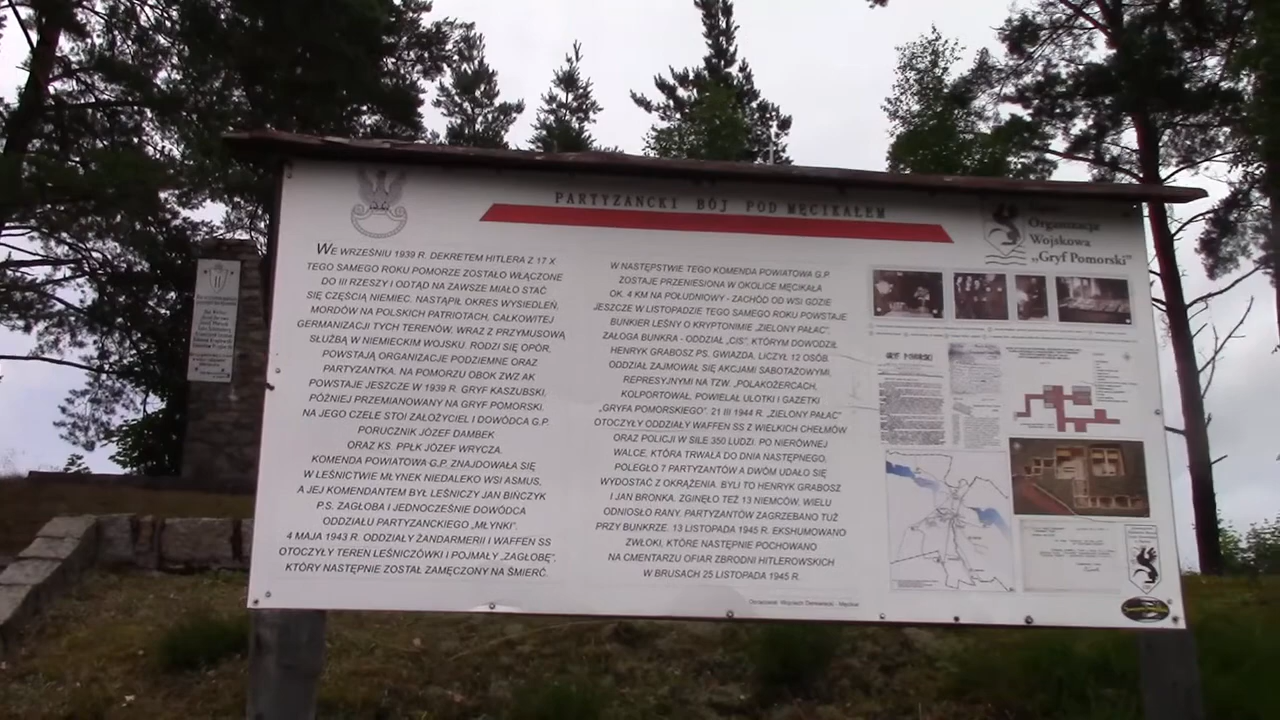 PARTYZANCKI BÓJ POD MĘCIKAŁEM
Organizacja
Wojskowa
„Gryf Pomorski”
WE WRZEŚNIU 1939 R. DEKRETEM HITLERA Z 17 X
TEGO SAMEGO ROKU POMORZE ZOSTAŁO WŁĄCZONE
DO III RZESZY I ODTĄD NA ZAWSZE MIAŁO STAĆ
SIĘ CZĘŚCIĄ NIEMIEC. NASTĄPIŁ OKRES WYSIEDLEŃ,
MORDÓW NA POLSKICH PATRIOTACH, CAŁKOWITEJ
GERMANIZACJI TYCH TERENÓW, WRAZ Z PRZYMUSOWĄ
SŁUŻBĄ W NIEMIECKIM WOJSKU. RODZI SIĘ OPÓR,
POWSTAJĄ ORGANIZACJE PODZIEMNE ORAZ
PARTYZANTKA. NA POMORZU OBOK ZWZ AK
POWSTAJE JESZCZE W 1939 R. GRYF KASZUBSKI,
PÓŹNIEJ PRZEMIANOWANY NA GRYF POMORSKI.
NA JEGO CZELE STOI ZAŁOŻYCIEL I DOWÓDCA G.P.
PORUCZNIK JÓZEF DAMBEK
ORAZ KS. PPŁK JÓZEF WRYCZA.
KOMENDA POWIATOWA G.P. ZNAJDOWAŁA SIĘ
W LEŚNICTWIE MŁYNEK NIEDALEKO WSI ASMUS,
A JEJ KOMENDANTEM BYŁ LEŚNICZY JAN BIŃCZYK
P.S. ZAGŁOBA I JEDNOCZEŚNIE DOWÓDCA
ODDZIAŁU PARTYZANCKIEGO „MŁYNKI”.
4 MAJA 1943 R. ODDZIAŁY ŻANDARMERII I WAFFEN SS
OTOCZYŁY TEREN LEŚNICZÓWKI I POJMAŁY „ZAGŁOBĘ”,
KTÓRY NASTĘPNIE ZOSTAŁ ZAMĘCZONY NA ŚMIERĆ.
W NASTĘPSTWIE TEGO KOMENDA POWIATOWA G.P
ZOSTAJE PRZENIESIONA W OKOLICE MĘCIKAŁA
OK. 4 KM NA POŁUDNIOWY - ZACHÓD OD WSI GDZIE
JESZCZE W LISTOPADZIE TEGO SAMEGO ROKU POWSTAJE
BUNKIER LEŚNY O KRYPTONIMIE „ZIELONY PAŁAC”.
ZAŁOGA BUNKRA - ODDZIAŁ „CIS”, KTÓRYM DOWODZIŁ
HENRYK GRABOSZ PS. GWIAZDA, LICZYŁ 12 OSÓB.
ODDZIAŁ ZAJMOWAŁ SIĘ AKCJAMI SABOTAŻOWYMI,
REPRESYJNYMI NA TZW. „POLAKOŻERCACH,
KOLPORTOWAŁ, POWIELAŁ ULOTKI I GAZETKI
„GRYFA POMORSKIEGO”. 21 III 1944 R. „ZIELONY PAŁAC”
OTOCZYŁY ODDZIAŁY WAFFEN SS Z WIELKICH CHEŁMÓW
ORAZ POLICJI W SILE 350 LUDZI. PO NIERÓWNEJ
WALCE, KTÓRA TRWAŁA DO DNIA NASTĘPNEGO,
POLEGŁO 7 PARTYZANTÓW A DWÓM UDAŁO SIĘ
WYDOSTAĆ Z OKRĄŻENIA. BYLI TO HENRYK GRABOSZ
I JAN BRONKA. ZGINĘŁO TEŻ 13 NIEMCÓW, WIELU
ODNIOSŁO RANY. PARTYZANTÓW ZAGRZEBANO TUŻ
PRZY BUNKRZE. 13 LISTOPADA 1945 R. EKSHUMOWANO
ZWŁOKI, KTÓRE NASTĘPNIE POCHOWANO
NA CMENTARZU OFIAR ZBRODNI HITLEROWSKICH
W BRUSACH 25 LISTOPADA 1945 R.
GRYF POMORSKI